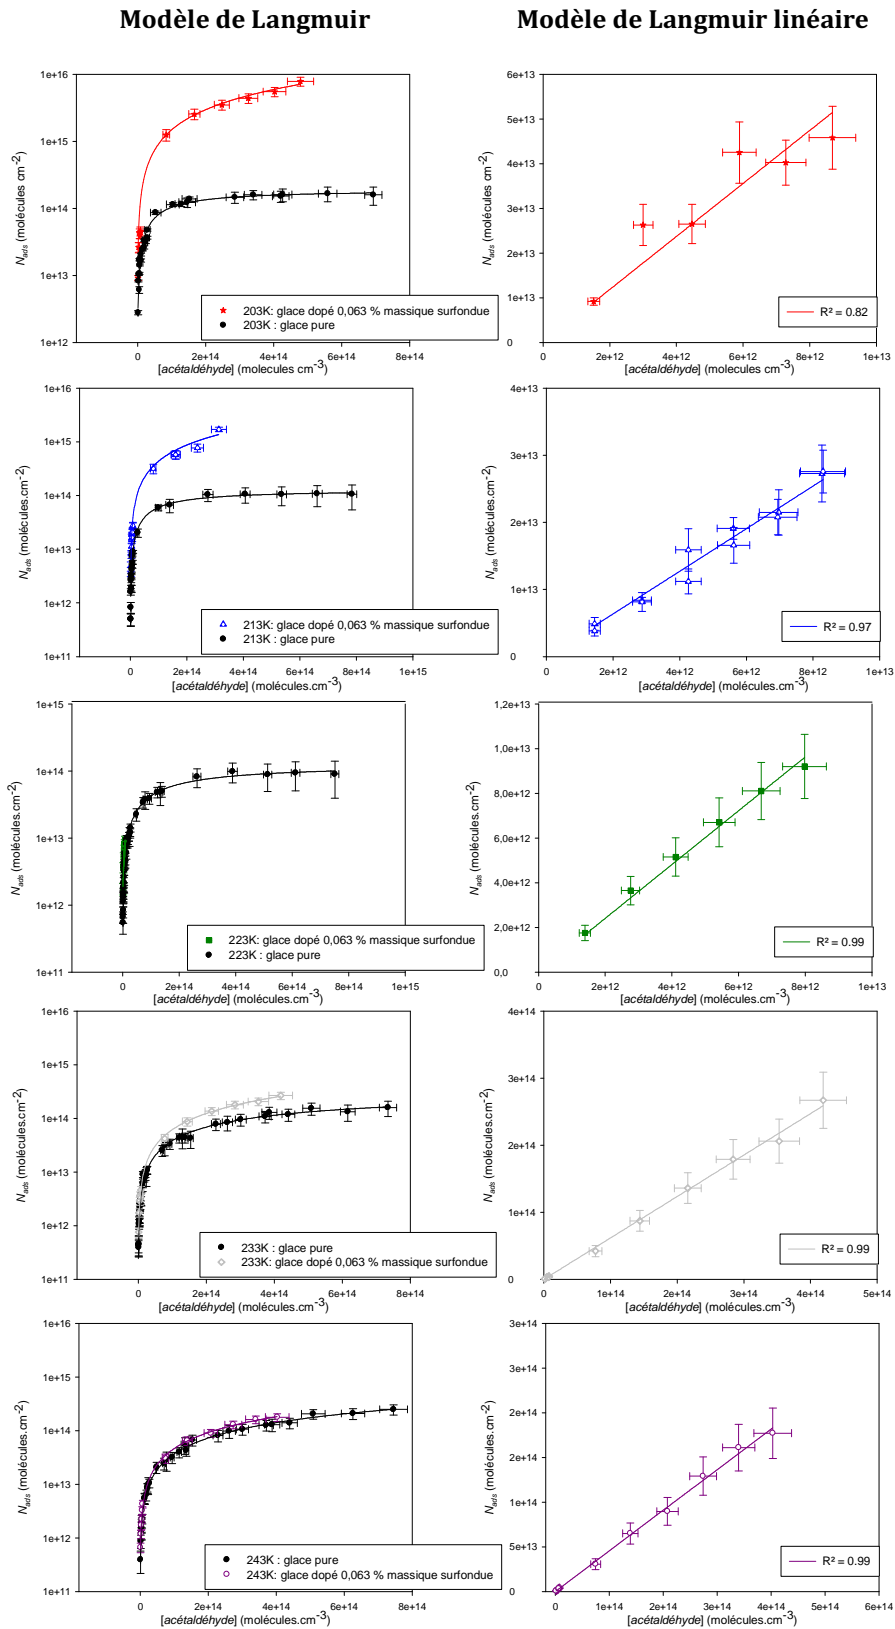 Modèle de Langmuir
Modèle de Langmuir linéaire
1e+16
1e+15
1e+14
1e+13
1e+12
N_ads (molécules cm⁻²)
203K: glace dopé 0,063 % massique surfondue
203K : glace pure
0
2e+14
4e+14
6e+14
8e+14
[acétaldéhyde] (molecules cm⁻³)
6e+13
5e+13
4e+13
3e+13
2e+13
1e+13
0
N_ads (molécules cm⁻²)
R² = 0.82
0
2e+12
4e+12
6e+12
8e+12
1e+13
[acétaldéhyde] (molecules cm⁻³)
1e+16
1e+15
1e+14
1e+13
1e+12
1e+11
N_ads (molécules.cm⁻²)
213K: glace dopé 0,063 % massique surfondue
213K : glace pure
0
2e+14
4e+14
6e+14
8e+14
1e+15
[acétaldéhyde] (molécules.cm⁻³)
4e+13
3e+13
2e+13
1e+13
0
N_ads (molécules.cm⁻²)
R² = 0.97
0
2e+12
4e+12
6e+12
8e+12
1e+13
[acétaldéhyde] (molécules.cm⁻³)
1e+15
1e+14
1e+13
1e+12
1e+11
N_ads (molécules.cm⁻²)
223K: glace dopé 0,063 % massique surfondue
223K : glace pure
0
2e+14
4e+14
6e+14
8e+14
1e+15
[acétaldéhyde] (molécules.cm⁻³)
1,2e+13
1,0e+13
8,0e+12
6,0e+12
4,0e+12
2,0e+12
0,0
N_ads (molécules.cm⁻²)
R² = 0.99
0
2e+12
4e+12
6e+12
8e+12
1e+13
[acétaldéhyde] (molécules.cm⁻³)
1e+16
1e+15
1e+14
1e+13
1e+12
1e+11
N_ads (molécules.cm⁻²)
233K : glace pure
233K: glace dopé 0,063 % massique surfondue
0
2e+14
4e+14
6e+14
8e+14
[acétaldéhyde] (molécules.cm⁻³)
4e+14
3e+14
2e+14
1e+14
0
N_ads (molécules.cm⁻²)
R² = 0.99
0
1e+14
2e+14
3e+14
4e+14
5e+14
[acétaldéhyde] (molécules.cm⁻³)
1e+16
1e+15
1e+14
1e+13
1e+12
1e+11
N_ads (molécules.cm⁻²)
243K: glace pure
243K: glace dopé 0,063 % massique surfondue
0
2e+14
4e+14
6e+14
8e+14
[acétaldéhyde] (molécules.cm⁻³)
3e+14
3e+14
2e+14
2e+14
1e+14
5e+13
0
N_ads (molécules.cm⁻²)
R² = 0.99
0
1e+14
2e+14
3e+14
4e+14
5e+14
6e+14
[acétaldéhyde] (molécules.cm⁻³)